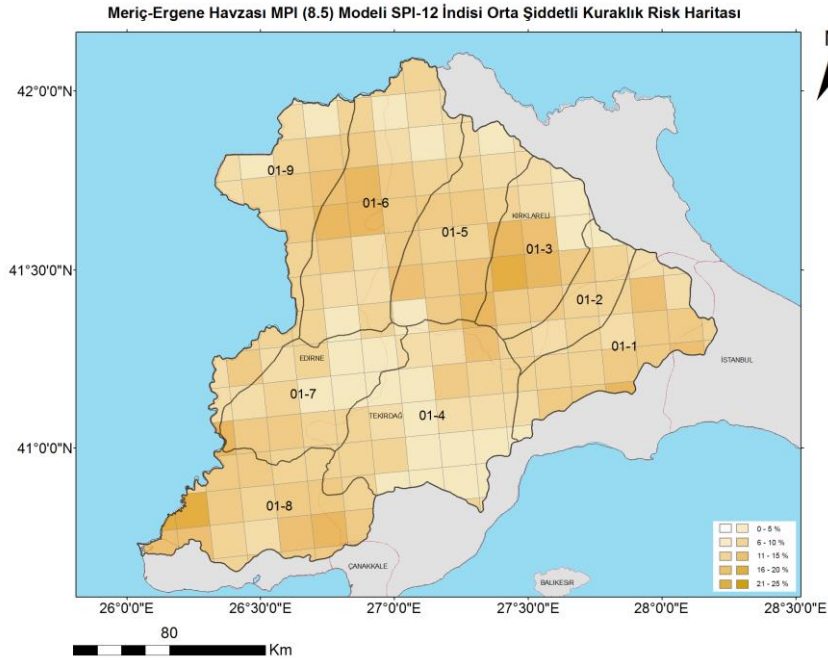 Meriç-Ergene Havzası MPI (8.5) Modeli SPI-12 İndisi Orta Şiddetli Kuraklık Risk Haritası
N
42°0'0"N
01-9
01-6
01-5
KIRKLARELİ
01-3
41°30'0"N
01-2
01-1
EDİRNE
İSTANBUL
01-7
TEKİRDAĞ
01-4
41°0'0"N
01-8
0 - 5 %
6 - 10 %
11 - 15 %
16 - 20 %
21 - 25 %
ÇANAKKALE
BALIKESİR
26°0'0"E 26°30'0"E 27°0'0"E 27°30'0"E 28°0'0"E 28°30'0"E
80
Km